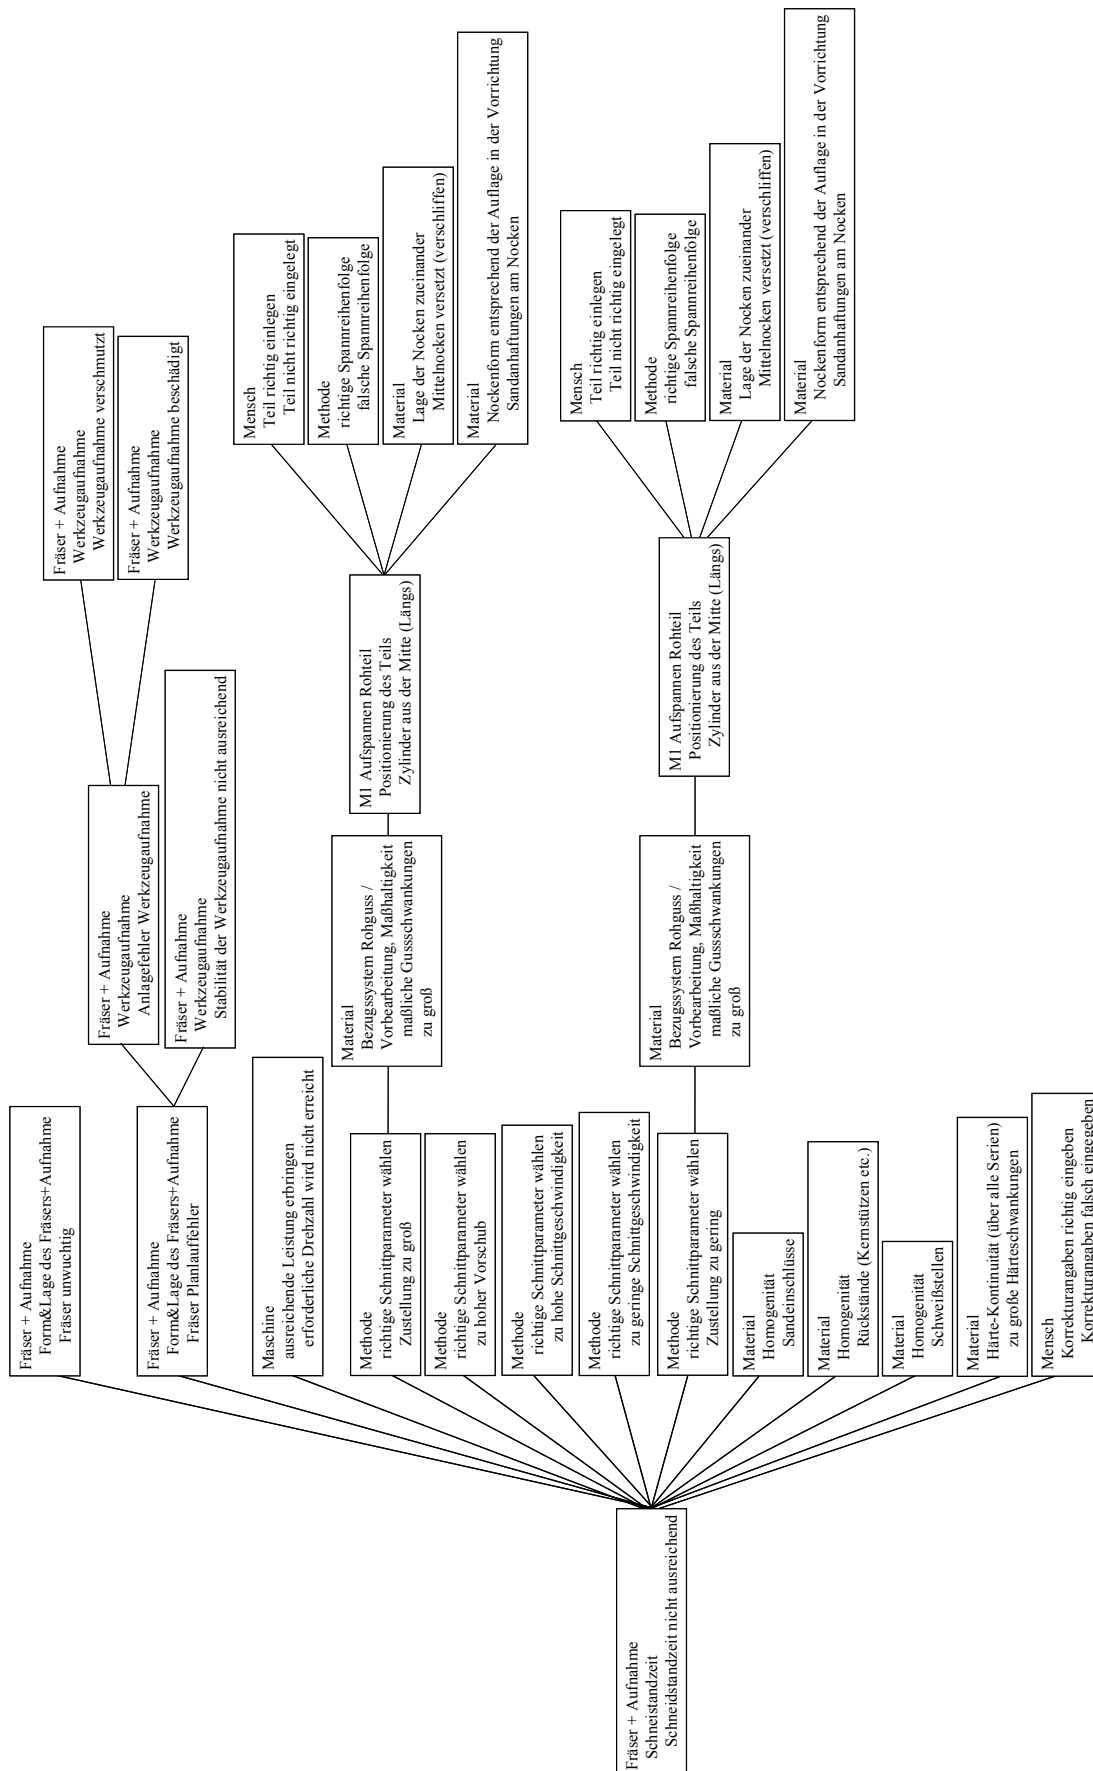 Fräser + Aufnahme
Schneistandzeit
Schneidstandzeit nicht ausreichend
Fräser + Aufnahme
Form&Lage des Fräsers+Aufnahme
Fräser unwuchtig
Fräser + Aufnahme
Form&Lage des Fräsers+Aufnahme
Fräser Planlauffehler
Maschine
ausreichende Leistung erbringen
erforderliche Drehzahl wird nicht erreicht
Methode
richtige Schnittparameter wählen
Zustellung zu groß
Methode
richtige Schnittparameter wählen
zu hoher Vorschub
Methode
richtige Schnittparameter wählen
zu hohe Schnittgeschwindigkeit
Methode
richtige Schnittparameter wählen
zu geringe Schnittgeschwindigkeit
Methode
richtige Schnittparameter wählen
Zustellung zu gering
Material
Homogenität
Sandeinschlüsse
Material
Homogenität
Rückstände (Kernstützen etc.)
Material
Homogenität
Schweißstellen
Material
Härte-Kontinuität (über alle Serien)
zu große Härteschwankungen
Mensch
Korrekturangaben richtig eingeben
Korrekturangaben falsch eingegeben
Fräser + Aufnahme
Werkzeugaufnahme
Anlagefehler Werkzeugaufnahme
Fräser + Aufnahme
Werkzeugaufnahme
Stabilität der Werkzeugaufnahme nicht ausreichend
Material
Bezugssystem Rohguss /
Vorbearbeitung, Maßhaltigkeit
maßliche Gussschwankungen
zu groß
Material
Bezugssystem Rohguss /
Vorbearbeitung, Maßhaltigkeit
maßliche Gussschwankungen
zu groß
Fräser + Aufnahme
Werkzeugaufnahme
Werkzeugaufnahme verschmutzt
Fräser + Aufnahme
Werkzeugaufnahme
Werkzeugaufnahme beschädigt
M1 Aufspannen Rohteil
Positionierung des Teils
Zylinder aus der Mitte (Längs)
M1 Aufspannen Rohteil
Positionierung des Teils
Zylinder aus der Mitte (Längs)
Mensch
Teil richtig einlegen
Teil nicht richtig eingelegt
Methode
richtige Spannreihenfolge
falsche Spannreihenfolge
Material
Lage der Nocken zueinander
Mittelnocken versetzt (verschliffen)
Material
Nockenform entsprechend der Auflage in der Vorrichtung
Sandanhaftungen am Nocken
Mensch
Teil richtig einlegen
Teil nicht richtig eingelegt
Methode
richtige Spannreihenfolge
falsche Spannreihenfolge
Material
Lage der Nocken zueinander
Mittelnocken versetzt (verschliffen)
Material
Nockenform entsprechend der Auflage in der Vorrichtung
Sandanhaftungen am Nocken